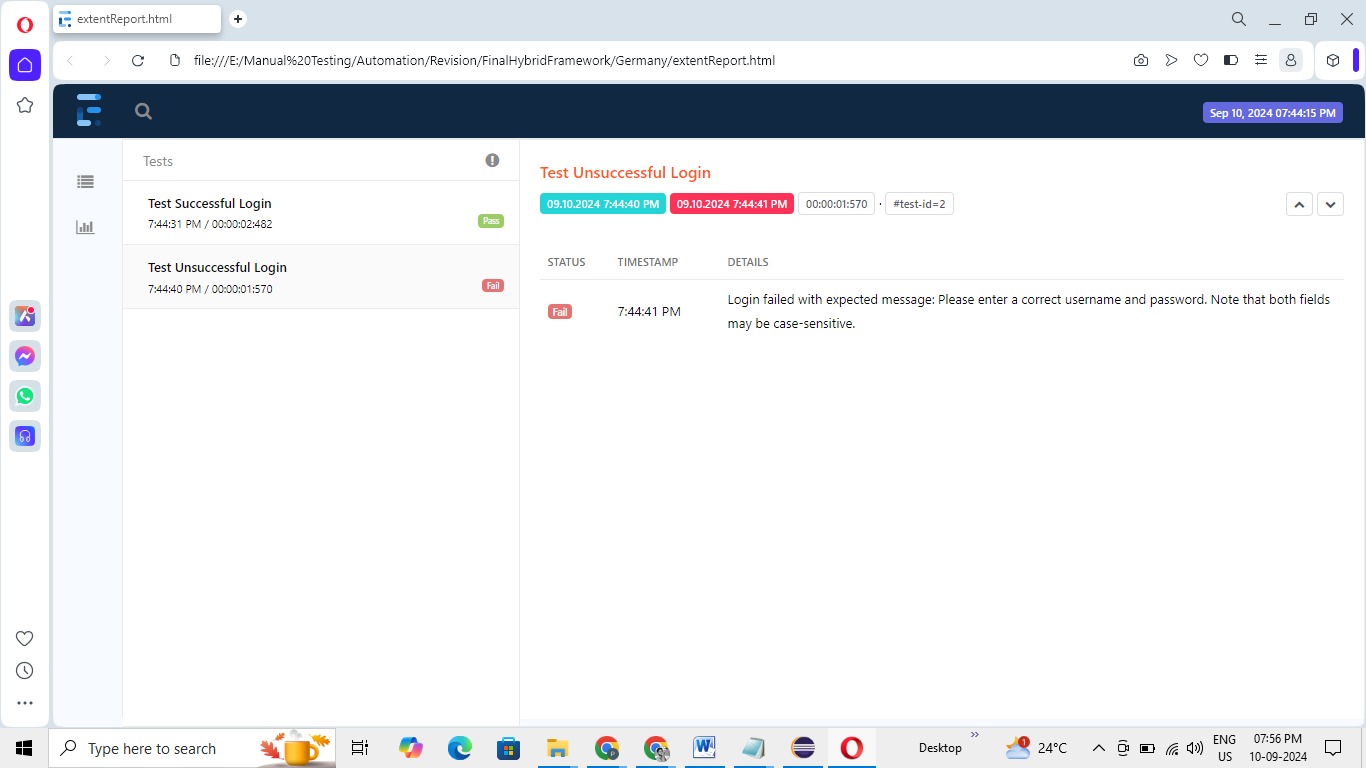 extentReport.html
file:///E:/Manual%20Testing/Automation/Revision/FinalHybridFramework/Germany/extentReport.html
Sep 10, 2024 07:44:15 PM
Tests
Test Successful Login
7:44:31 PM / 00:00:02:482
Pass
Test Unsuccessful Login
7:44:40 PM / 00:00:01:570
Fail
Test Unsuccessful Login
09.10.2024 7:44:40 PM 09.10.2024 7:44:41 PM 00:00:01:570 · #test-id=2
STATUS TIMESTAMP DETAILS
Fail 7:44:41 PM Login failed with expected message: Please enter a correct username and password. Note that both fields
may be case-sensitive.
Type here to search
Desktop
1
24°C
ENG
US
07:56 PM
10-09-2024